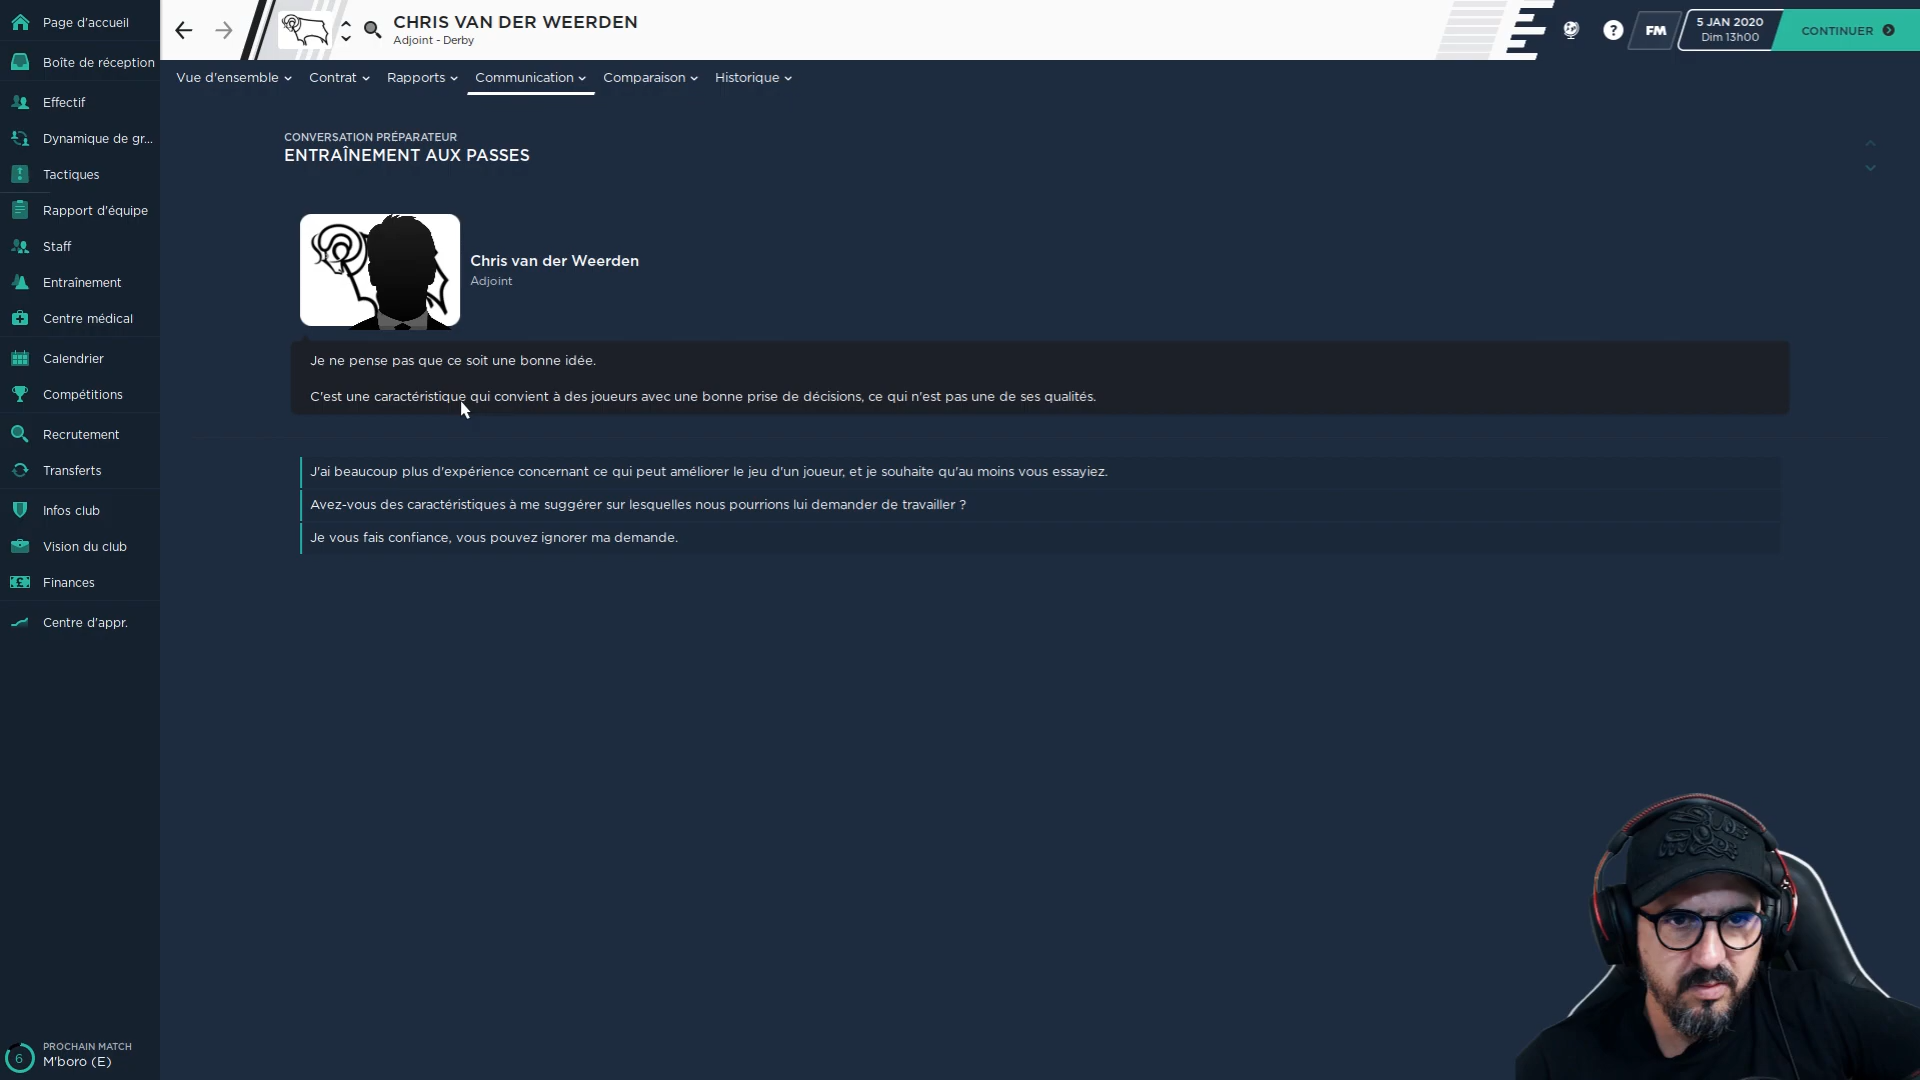 Page d'accueil
Boîte de réception
Effectif
Dynamique de gr...
Tactiques
Rapport d'équipe
Staff
Entraînement
Centre médical
Calendrier
Compétitions
Recrutement
Transferts
Infos club
Vision du club
Finances
Centre d'appr.
6
PROCHAIN MATCH
M'boro (E)
CHRIS VAN DER WEERDEN
Adjoint - Derby
?
FM
5 JAN 2020
Dim 13h00
CONTINUER
Vue d'ensemble
Contrat
Rapports
Communication
Comparaison
Historique
CONVERSATION PRÉPARATEUR
ENTRAÎNEMENT AUX PASSES
Chris van der Weerden
Adjoint
Je ne pense pas que ce soit une bonne idée.
C'est une caractéristique qui convient à des joueurs avec une bonne prise de décisions, ce qui n'est pas une de ses qualités.
J'ai beaucoup plus d'expérience concernant ce qui peut améliorer le jeu d'un joueur, et je souhaite qu'au moins vous essayiez.
Avez-vous des caractéristiques à me suggérer sur lesquelles nous pourrions lui demander de travailler ?
Je vous fais confiance, vous pouvez ignorer ma demande.